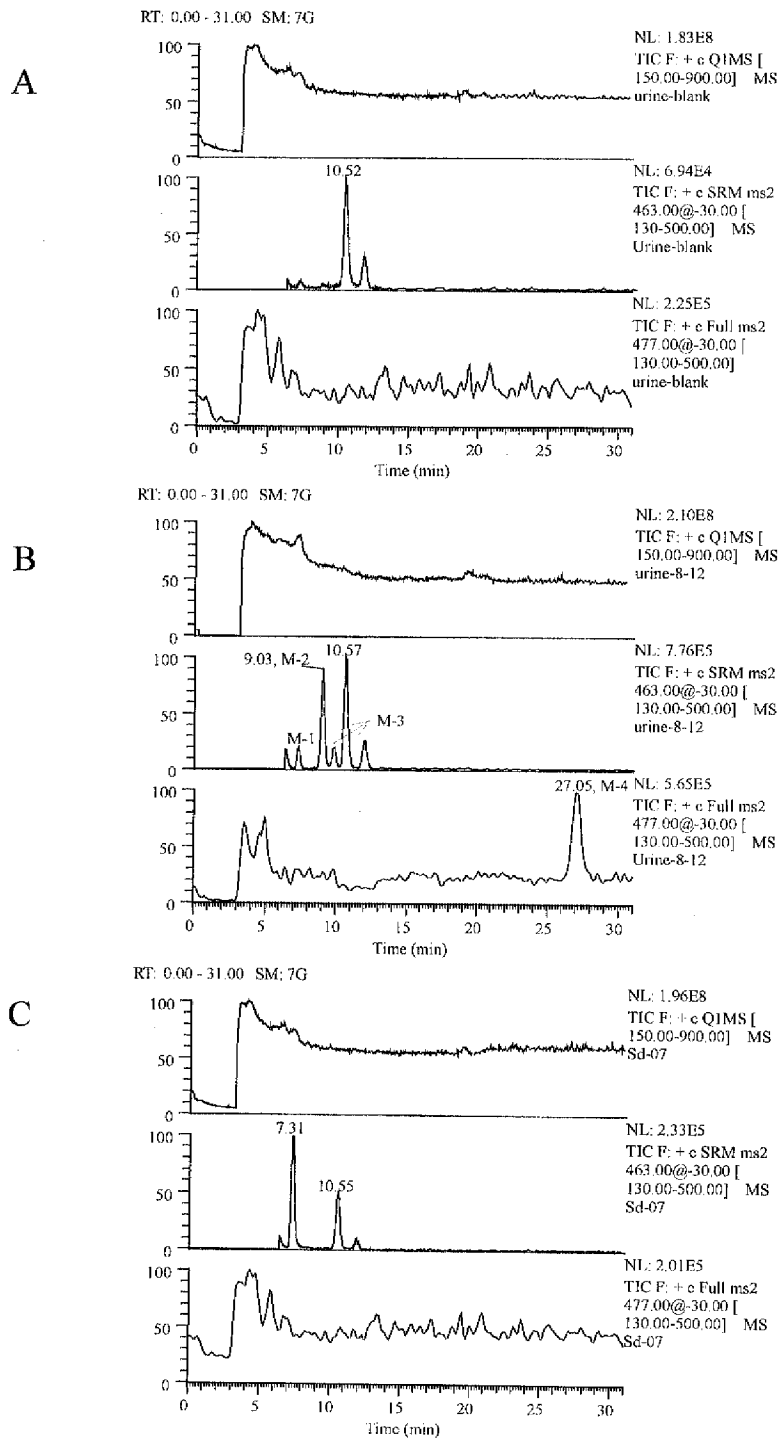 RT: 0.00 - 31.00 SM: 7G
A
NL: 1.83E8
TIC F: + c Q1MS [
150.00-900.00] MS
urine-blank
100
50
0
10.52
NL: 6.94E4
TIC F: + c SRM ms2
463.00@-30.00 [
130-500.00] MS
Urine-blank
100
50
0
NL: 2.25E5
TIC F: + c Full ms2
477.00@-30.00 [
130.00-500.00]
urine-blank
100
50
0
0 5 10 15 20 25 30
Time (min)
RT: 0.00 - 31.00 SM: 7G
B
NL: 2.10E8
TIC F: + c Q1MS [
150.00-900.00] MS
urine-8-12
100
50
0
9.03, M-2
10.57
M-1
M-3
NL: 7.76E5
TIC F: + c SRM ms2
463.00@-30.00 [
130.00-500.00] MS
urine-8-12
100
50
0
27.05, M-4
NL: 5.65E5
TIC F: + c Full ms2
477.00@-30.00 [
130.00-500.00] MS
Urine-8-12
100
50
0
0 5 10 15 20 25 30
Time (min)
RT: 0.00 - 31.00 SM: 7G
C
NL: 1.96E8
TIC F: + c Q1MS [
150.00-900.00] MS
Sd-07
100
50
0
7.31
10.55
NL: 2.33E5
TIC F: + c SRM ms2
463.00@-30.00 [
130.00-500.00] MS
Sd-07
100
50
0
NL: 2.01E5
TIC F: + c Full ms2
477.00@-30.00 [
130.00-500.00] MS
Sd-07
100
50
0
0 5 10 15 20 25 30
Time (min)